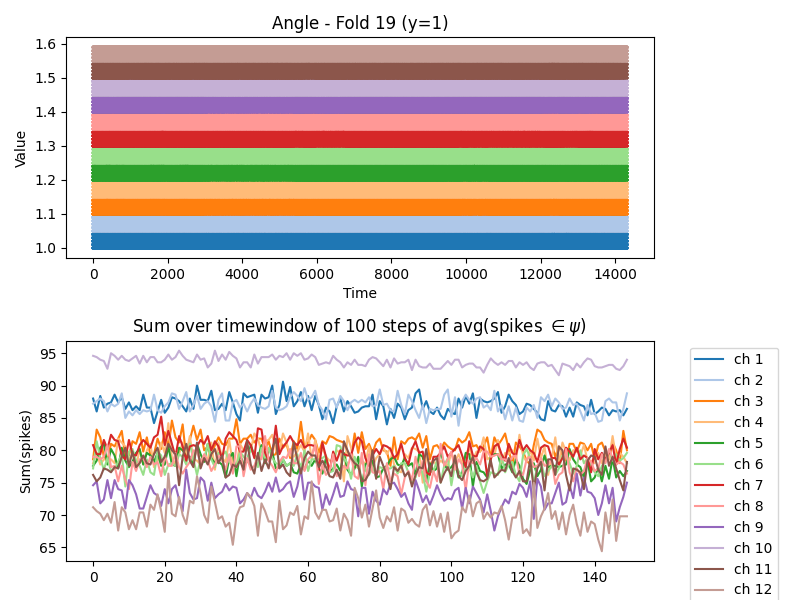 Angle - Fold 19 (y=1)
Value
1.6
1.5
1.4
1.3
1.2
1.1
1.0
0 2000 4000 6000 8000 10000 12000 14000
Time
Sum over timewindow of 100 steps of avg(spikes ∈ ψ)
Sum(spikes)
95
90
85
80
75
70
65
0 20 40 60 80 100 120 140
ch 1
ch 2
ch 3
ch 4
ch 5
ch 6
ch 7
ch 8
ch 9
ch 10
ch 11
ch 12